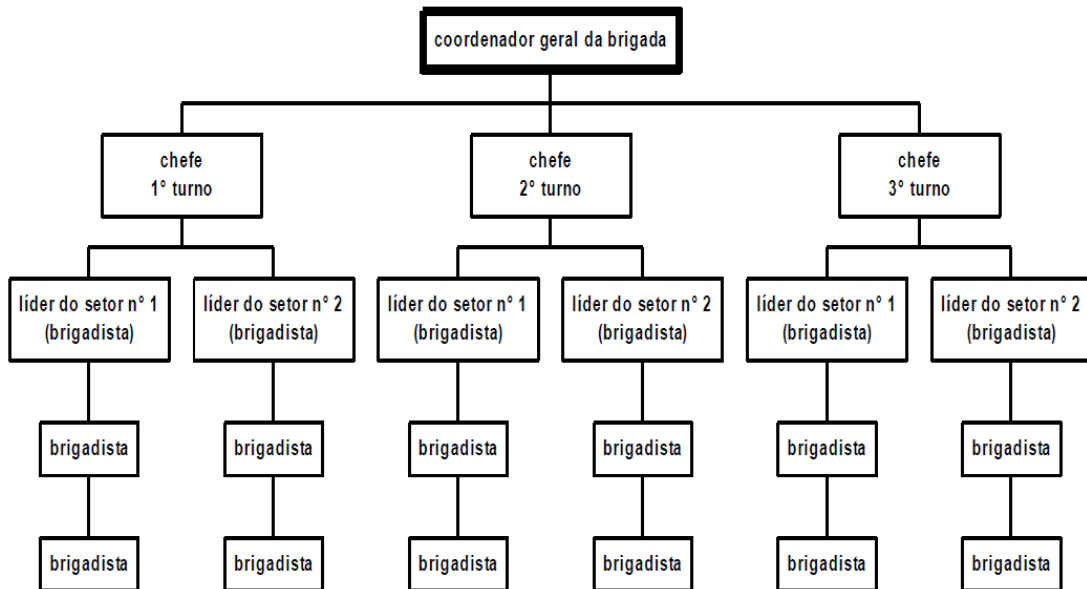 coordenador geral da brigada
chefe
1° turno
chefe
2° turno
chefe
3° turno
líder do setor n° 1
(brigadista)
líder do setor n° 2
(brigadista)
líder do setor n° 1
(brigadista)
líder do setor n° 2
(brigadista)
líder do setor n° 1
(brigadista)
líder do setor n° 2
(brigadista)
brigadista
brigadista
brigadista
brigadista
brigadista
brigadista
brigadista
brigadista
brigadista
brigadista
brigadista
brigadista